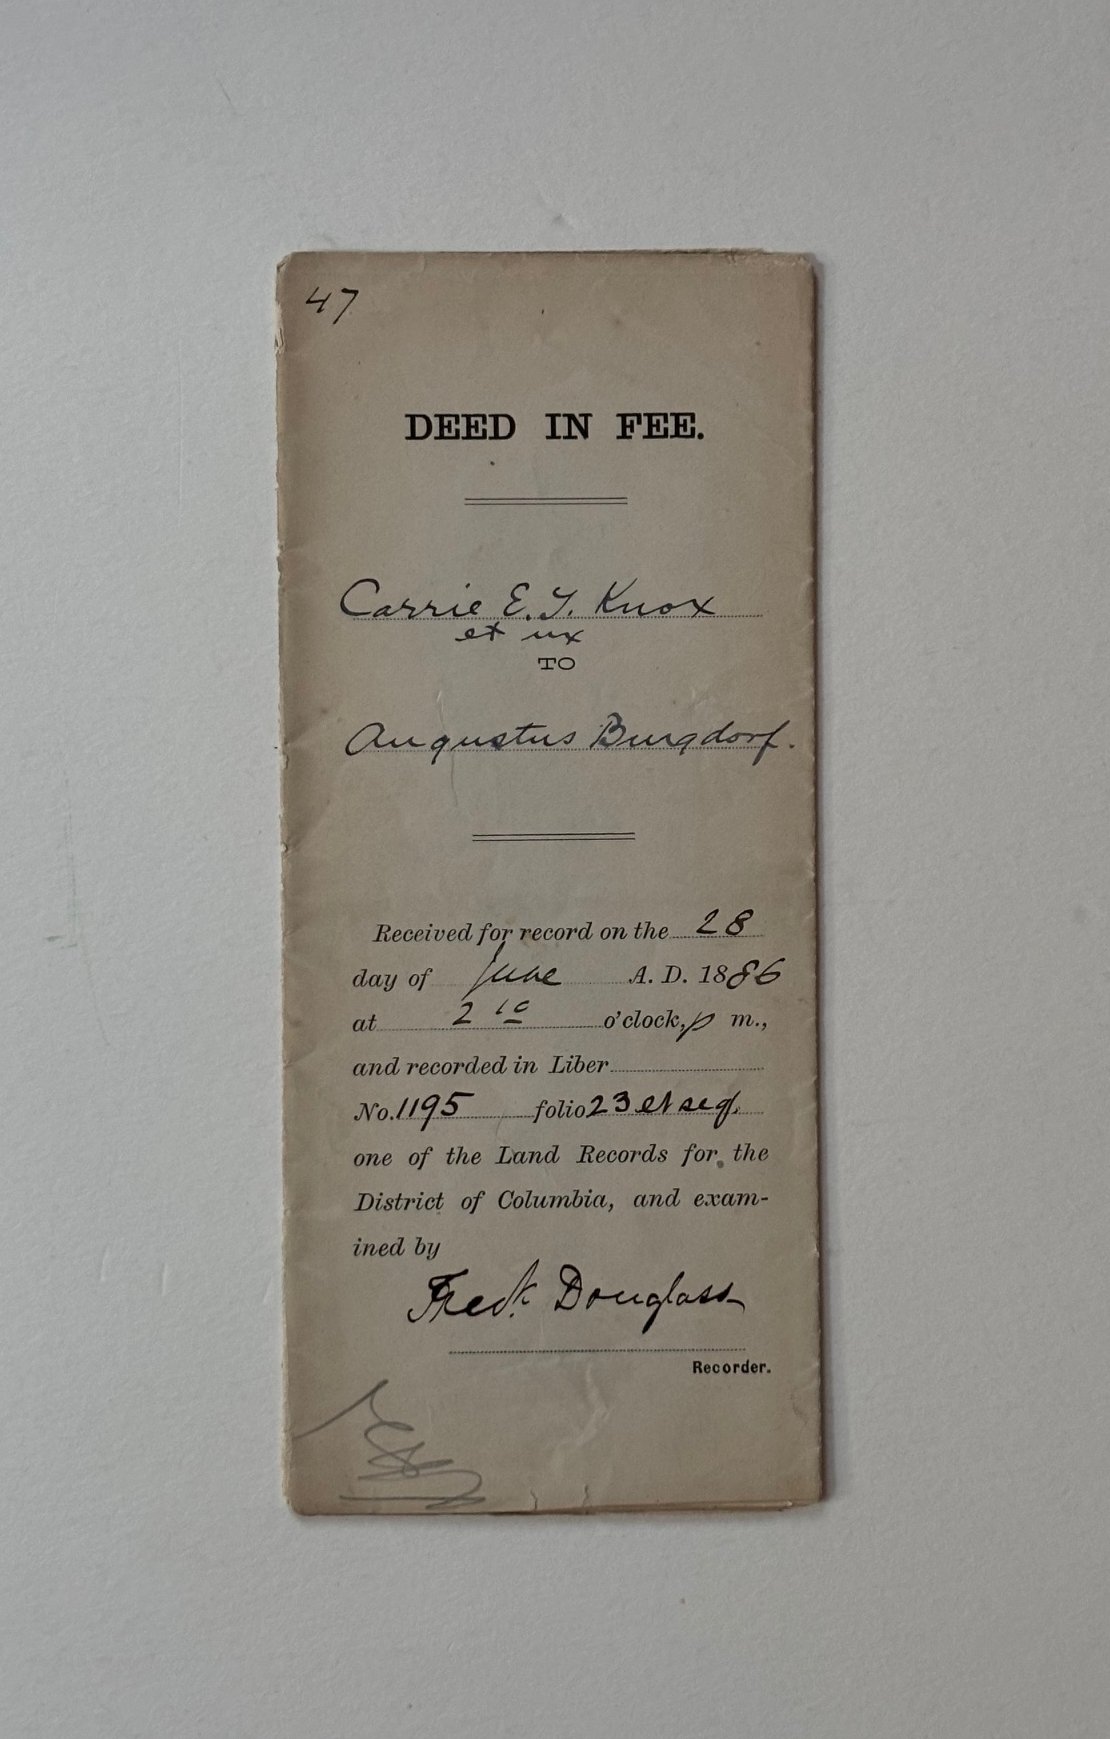 47
DEED IN FEE.
Carrie E. T. Knox
et ux
TO
Augustus Burgdorf.
Received for record on the 28
day of June A. D. 1886
at 2 10 o'clock, p m.,
and recorded in Liber
No. 1195 folio 23 et seq.
one of the Land Records for the
District of Columbia, and exam-
ined by
Fredk Douglass
Recorder.